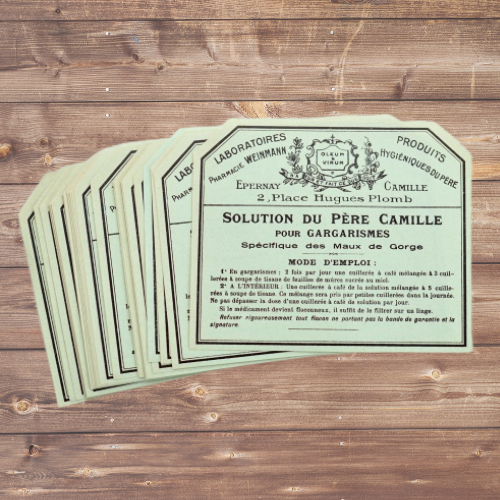 LABORATOIRES
PHARMACIE WEINMANN
PRODUITS
HYGIÉNIQUES DU PÈRE
OLEUM
&
VINUM
EPERNAY
CAMILLE
2, Place Hugues Plomb
SOLUTION DU PÈRE CAMILLE
POUR GARGARISMES
Spécifique des Maux de Gorge
MODE D'EMPLOI :
1° En gargarismes ; 2 fois par jour une cuillerée à café mélangée à 3 cuil-
lerées à soupe de tisane de feuilles de mûres sucrée au miel.
2° A L'INTÉRIEUR : Une cuillerée à café de la solution mélangée à 5 cuille-
rées à soupe de tisane. Ce mélange sera pris par petites cuillerées dans la journée.
Ne pas dépasser la dose d'une cuillerée à café de solution par jour.
Si le médicament devient floconneux, il suffit de le filtrer sur un linge.
Refuser rigoureusement tout flacon ne portant pas la bande de garantie et la
signature.